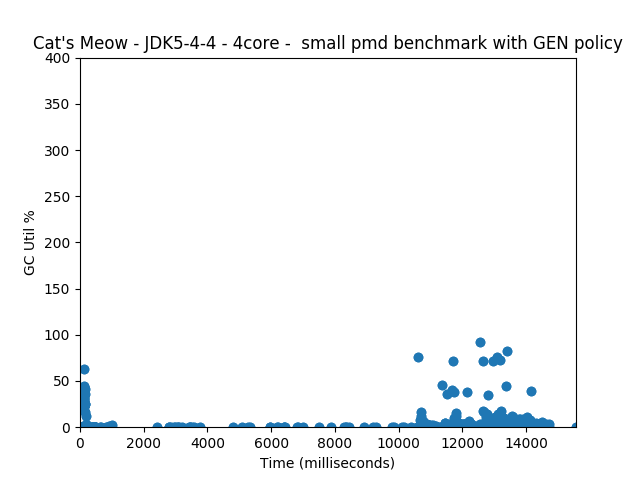 Cat's Meow - JDK5-4-4 - 4core -  small pmd benchmark with GEN policy
400
350
300
250
200
150
100
50
0
GC Util %
0 2000 4000 6000 8000 10000 12000 14000
Time (milliseconds)